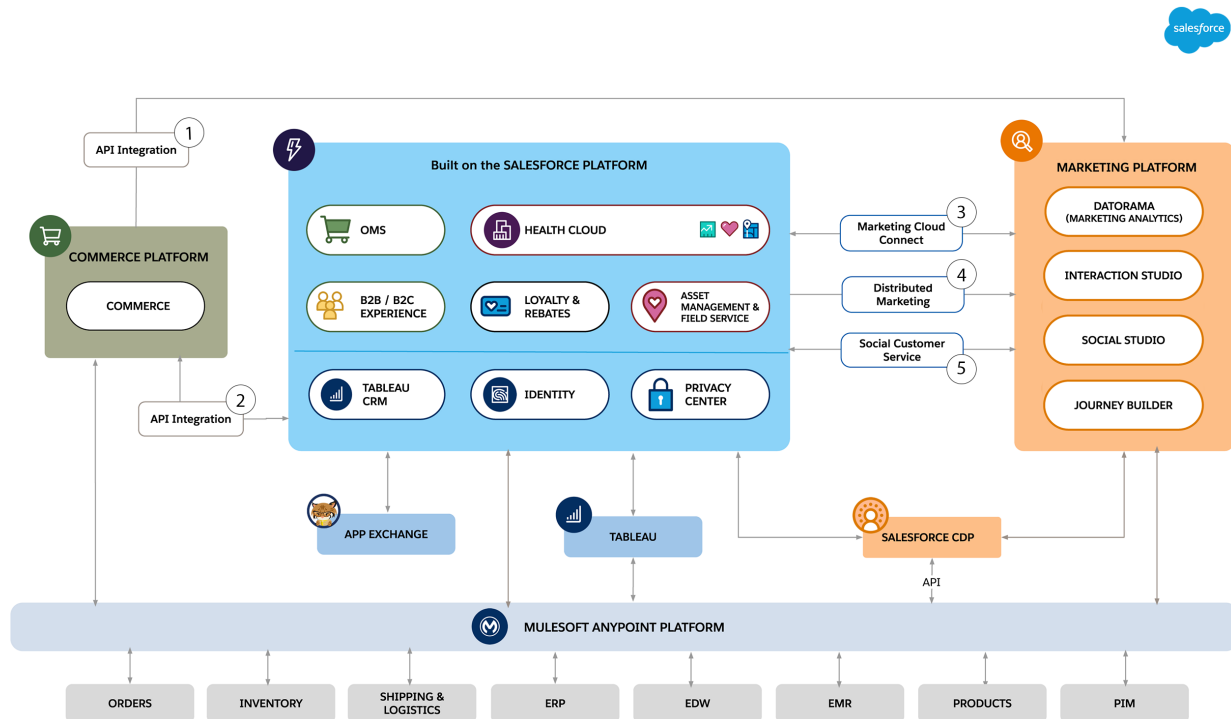 salesforce
1
API Integration
Built on the SALESFORCE PLATFORM
MARKETING PLATFORM
OMS
HEALTH CLOUD
3
Marketing Cloud
Connect
DATORAMA
(MARKETING ANALYTICS)
COMMERCE PLATFORM
COMMERCE
B2B / B2C
EXPERIENCE
LOYALTY &
REBATES
ASSET
MANAGEMENT &
FIELD SERVICE
4
Distributed
Marketing
INTERACTION STUDIO
Social Customer
Service
5
SOCIAL STUDIO
2
API Integration
TABLEAU
CRM
IDENTITY
PRIVACY
CENTER
JOURNEY BUILDER
APP EXCHANGE
TABLEAU
SALESFORCE CDP
API
MULESOFT ANYPOINT PLATFORM
ORDERS
INVENTORY
SHIPPING &
LOGISTICS
ERP
EDW
EMR
PRODUCTS
PIM